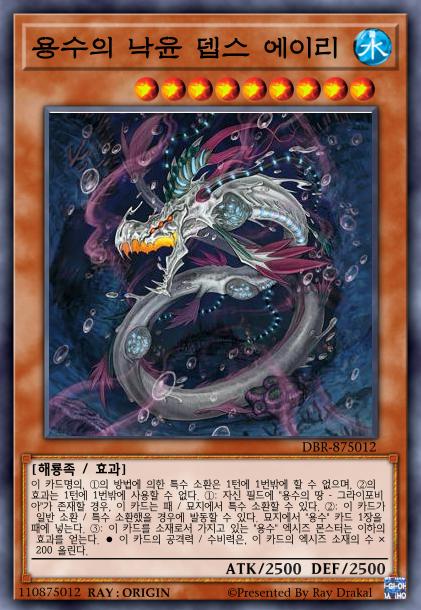 용수의 낙윤 뎁스 에이리
水
DBR-875012
[해룡족 / 효과]
이 카드명의, ①의 방법에 의한 특수 소환은 1턴에 1번밖에 할 수 없으며, ②의
효과는 1턴에 1번밖에 사용할 수 없다. ①: 자신 필드에 "용수의 땅 - 그라이포비
아"가 존재할 경우, 이 카드는 패 / 묘지에서 특수 소환할 수 있다. ②: 이 카드가
일반 소환 / 특수 소환했을 경우에 발동할 수 있다. 묘지에서 "용수" 카드 1장을
패에 넣는다. ③: 이 카드를 소재로서 가지고 있는 "용수" 엑시즈 몬스터는 이하의
효과를 얻는다. ● 이 카드의 공격력 / 수비력은, 이 카드의 엑시즈 소재의 수 ×
200 올린다.
ATK/2500 DEF/2500
110875012 RAY : ORIGIN ©Presented By Ray Drakal